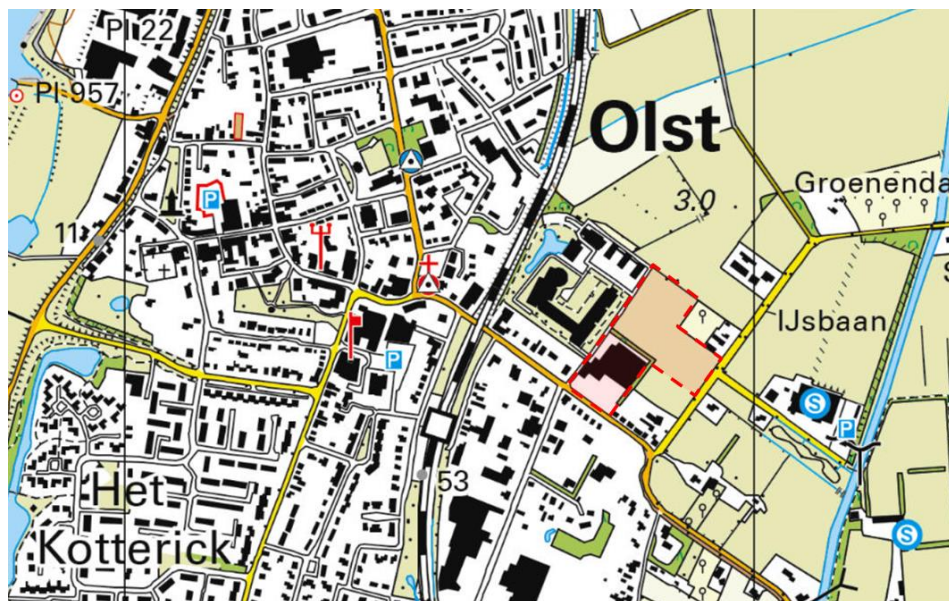 Pl 22
Pl 957
Olst
3.0
Groenenda
P
11
IJsbaan
P
S
P
53
Het
Kotterick
S